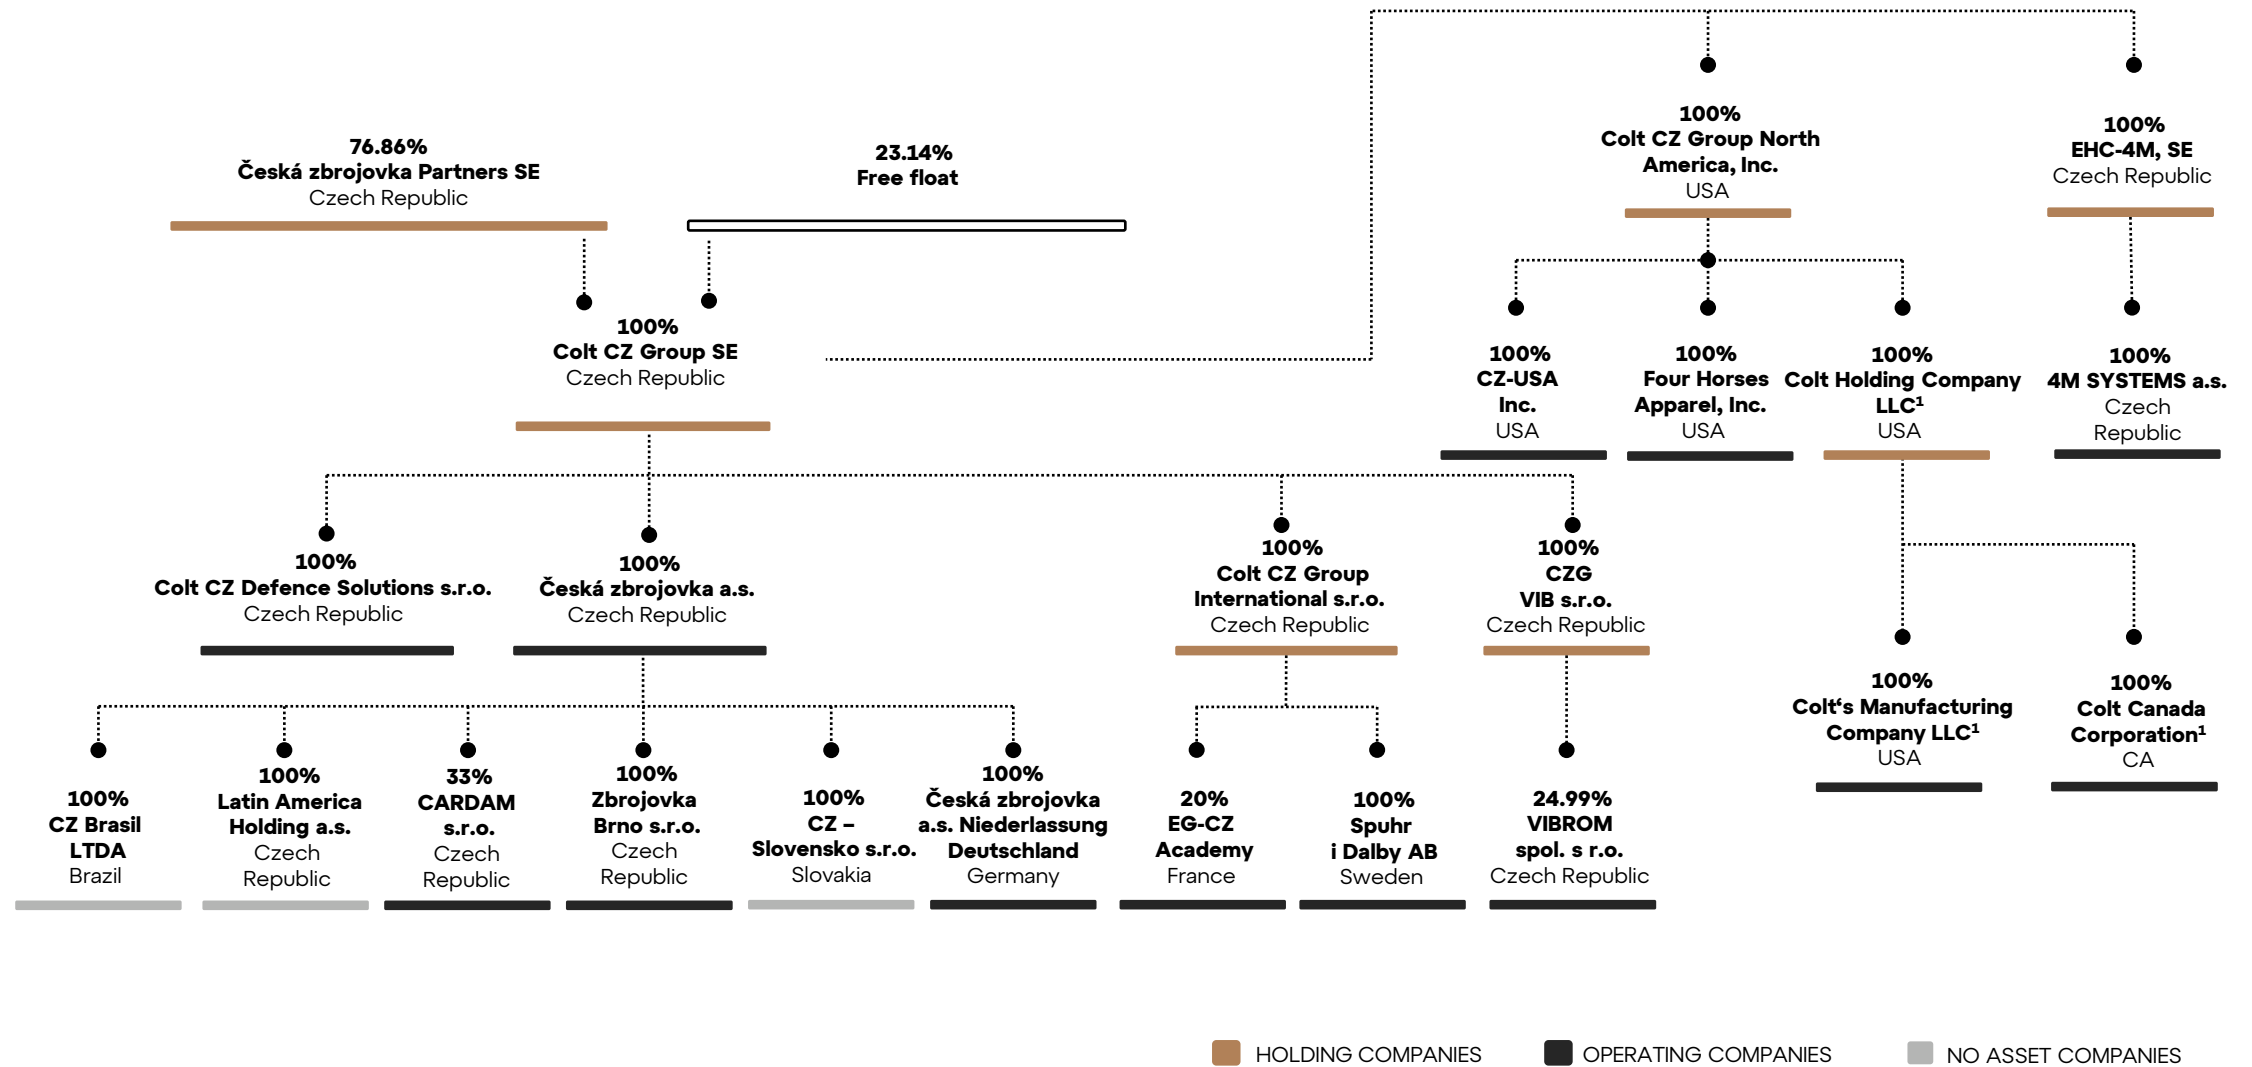 76.86%
Česká zbrojovka Partners SE
Czech Republic
23.14%
Free float
100%
Colt CZ Group North
America, Inc.
USA
100%
EHC-4M, SE
Czech Republic
100%
Colt CZ Group SE
Czech Republic
100%
CZ-USA
Inc.
USA
100%
Four Horses
Apparel, Inc.
USA
100%
Colt Holding Company
LLC¹
USA
100%
4M SYSTEMS a.s.
Czech
Republic
100%
Colt CZ Defence Solutions s.r.o.
Czech Republic
100%
Česká zbrojovka a.s.
Czech Republic
100%
Colt CZ Group
International s.r.o.
Czech Republic
100%
CZG
VIB s.r.o.
Czech Republic
100%
Colt‘s Manufacturing
Company LLC¹
USA
100%
Colt Canada
Corporation¹
CA
100%
CZ Brasil
LTDA
Brazil
100%
Latin America
Holding a.s.
Czech
Republic
33%
CARDAM
s.r.o.
Czech
Republic
100%
Zbrojovka
Brno s.r.o.
Czech
Republic
100%
CZ –
Slovensko s.r.o.
Slovakia
100%
Česká zbrojovka
a.s. Niederlassung
Deutschland
Germany
20%
EG-CZ
Academy
France
100%
Spuhr
i Dalby AB
Sweden
24.99%
VIBROM
spol. s r.o.
Czech Republic
HOLDING COMPANIES
OPERATING COMPANIES
NO ASSET COMPANIES